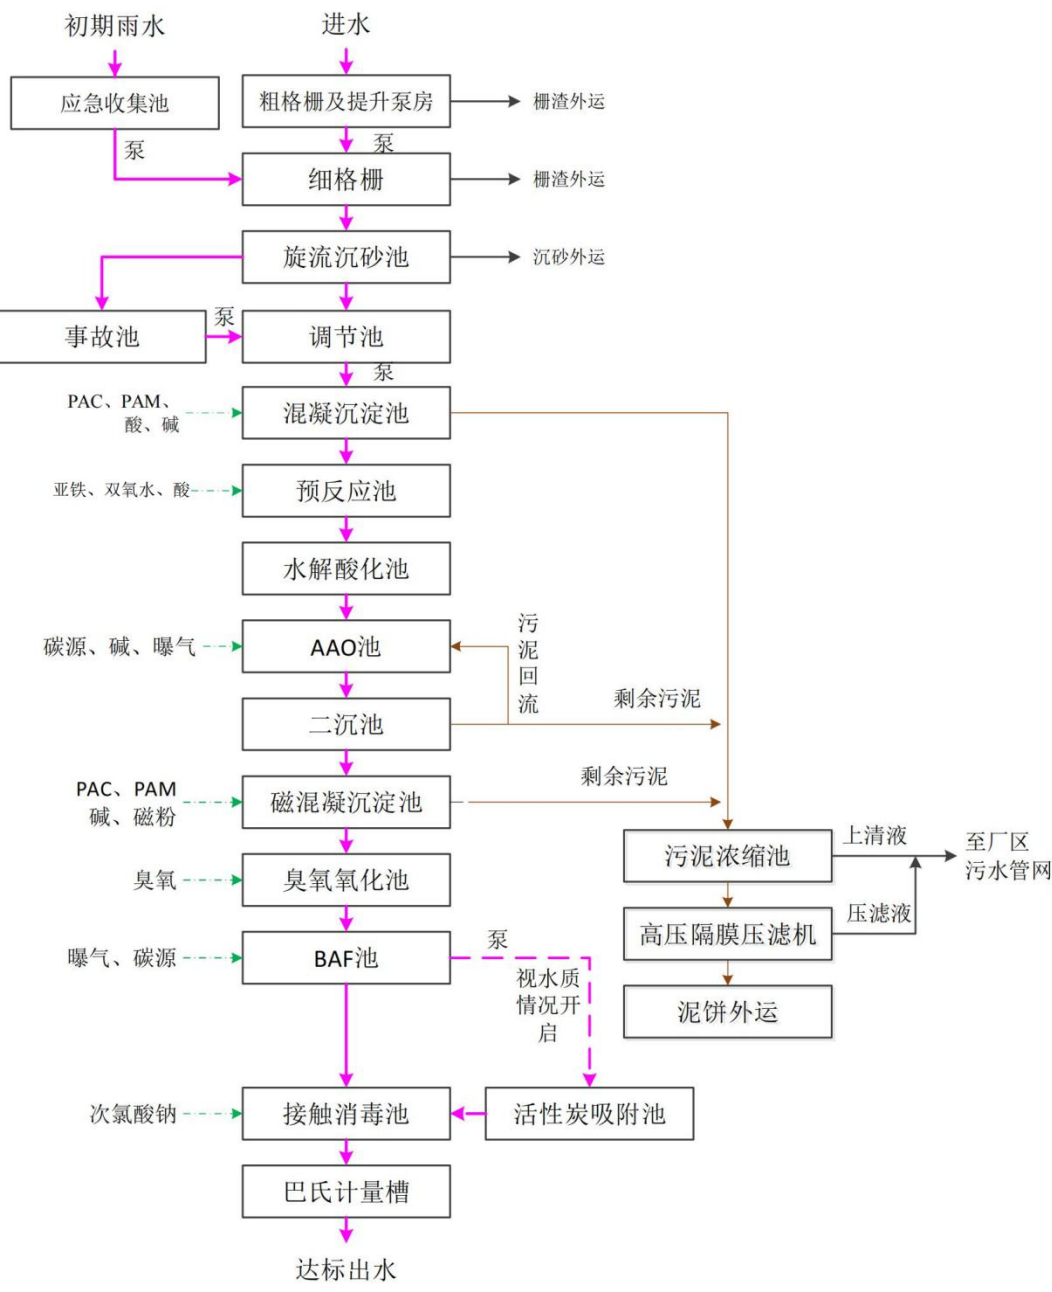 初期雨水
进水
应急收集池
粗格栅及提升泵房
栅渣外运
泵
泵
细格栅
栅渣外运
旋流沉砂池
沉砂外运
事故池
泵
调节池
泵
PAC、PAM、
酸、碱
混凝沉淀池
亚铁、双氧水、酸
预反应池
水解酸化池
碳源、碱、曝气
AAO池
污
泥
回
流
二沉池
剩余污泥
PAC、PAM
碱、磁粉
磁混凝沉淀池
剩余污泥
污泥浓缩池
上清液
至厂区
污水管网
臭氧
臭氧氧化池
高压隔膜压滤机
压滤液
曝气、碳源
BAF池
泵
视水质
情况开
启
泥饼外运
次氯酸钠
接触消毒池
活性炭吸附池
巴氏计量槽
达标出水